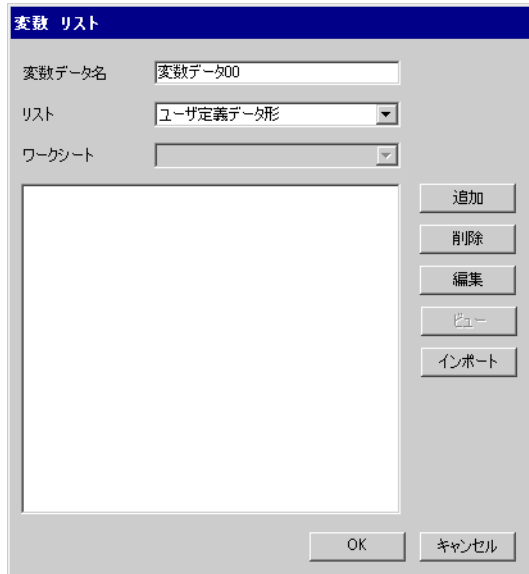 変数 リスト
変数データ名 変数データ00
リスト ユーザ定義データ形
ワークシート
追加
削除
編集
ビュー
インポート
OK キャンセル